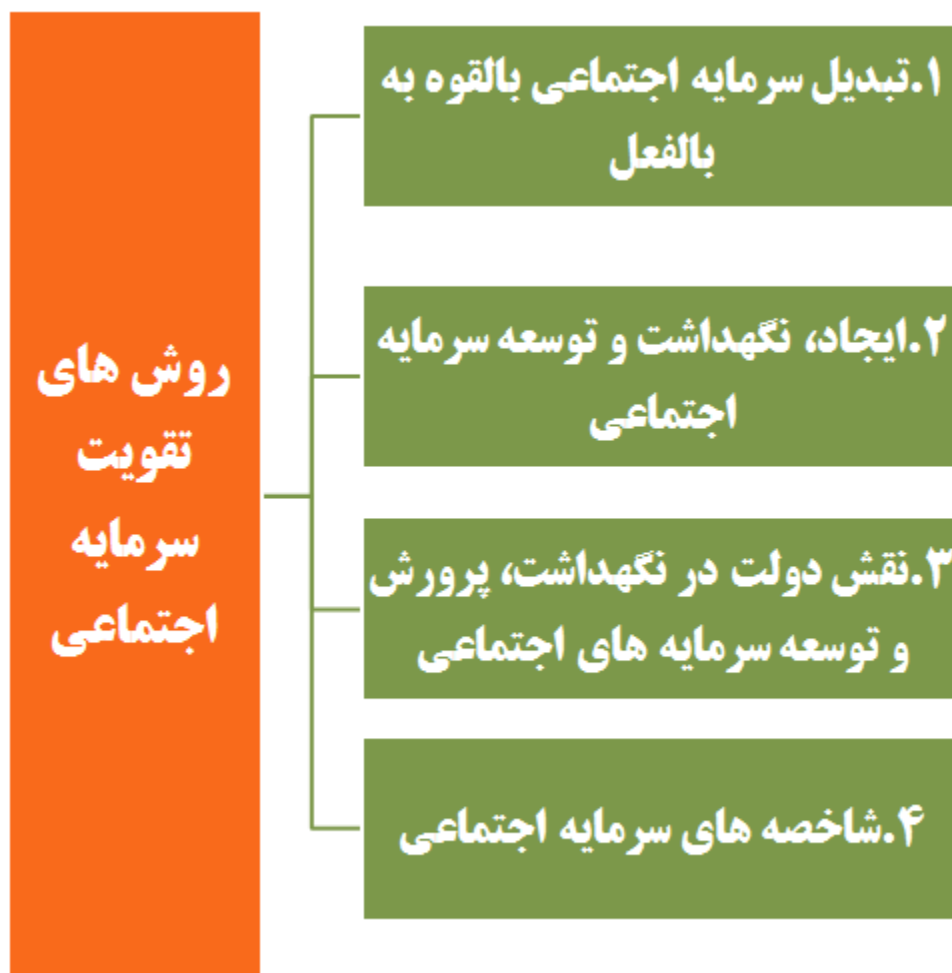 روش های
تقویت
سرمایه
اجتماعی
۱.تبدیل سرمایه اجتماعی بالقوه به
بالفعل
۲.ایجاد، نگهداشت و توسعه سرمایه
اجتماعی
۳.نقش دولت در نگهداشت، پرورش
و توسعه سرمایه های اجتماعی
۴.شاخصه های سرمایه اجتماعی